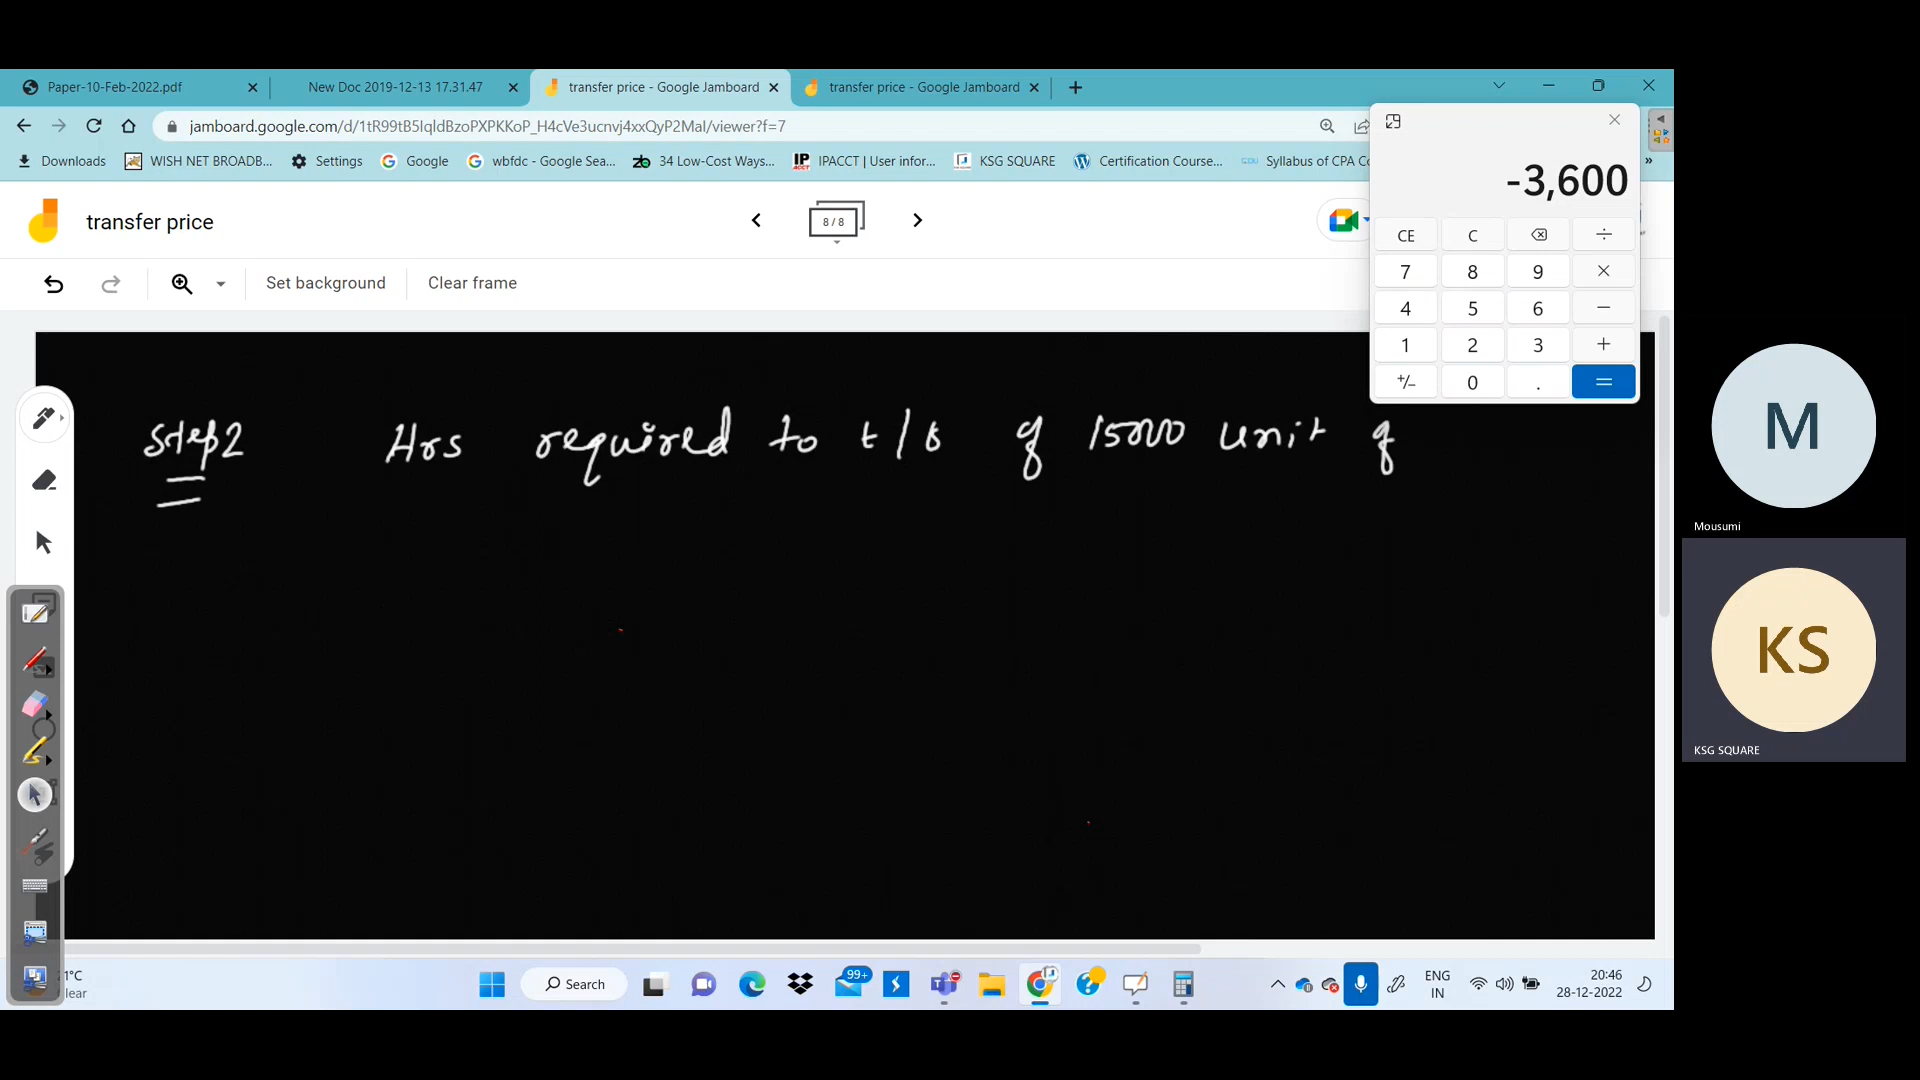 Paper-10-Feb-2022.pdf
New Doc 2019-12-13 17.31.47
transfer price - Google Jamboard
transfer price - Google Jamboard
jamboard.google.com/d/1tR99tB5IqldBzoPXPKKoP_H4cVe3ucnvj4xxQyP2MaI/viewer?f=7
Downloads
WISH NET BROADB...
Settings
Google
wbfdc - Google Sea...
34 Low-Cost Ways...
IPACCT | User infor...
KSG SQUARE
Certification Course...
Syllabus of CPA Co
»
transfer price
8 / 8
Set background
Clear frame
-3,600
CE C ÷
7 8 9 ×
4 5 6 −
1 2 3 +
+/− 0 . =
Step2 Hrs required to t/b of 15000 unit of
M
Mousumi
KS
KSG SQUARE
1°C
lear
Search
99+
ENG
IN
20:46
28-12-2022